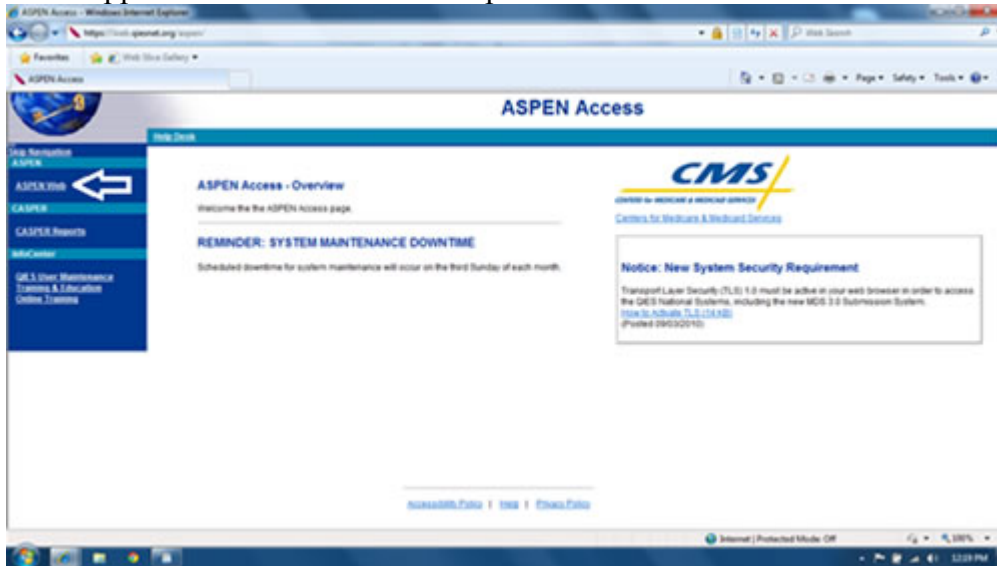 ASPEN Access - Windows Internet Explorer
Web Search
Favorites
Web Slice Gallery
ASPEN Access
Page Safety Tools
ASPEN Access
Help Desk
Skip Navigation
ASPEN
ASPEN Web
CASPER
CASPER Reports
InfoCenter
QIES User Maintenance
Training & Education
Online Training
ASPEN Access - Overview
Welcome the the ASPEN Access page.
REMINDER: SYSTEM MAINTENANCE DOWNTIME
Scheduled downtime for system maintenance will occur on the third Sunday of each month.
CMS
CENTERS for MEDICARE & MEDICAID SERVICES
Centers for Medicare & Medicaid Services
Notice: New System Security Requirement
Transport Layer Security (TLS) 1.0 must be active in your web browser in order to access
the QIES National Systems, including the new MDS 3.0 Submission System.
How to Activate TLS (14 KB)
(Posted 09/03/2010)
Accessibility Policy | Help | Privacy Policy
Internet | Protected Mode: Off
100%
12:19 PM